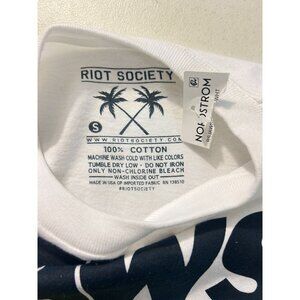 RIOT SOCIETY
S
WWW.RIOTSOCIETY.COM
100% COTTON
MACHINE WASH COLD WITH LIKE COLORS
TUMBLE DRY LOW - DO NOT IRON
ONLY NON-CHLORINE BLEACH
WASH INSIDE OUT
MADE IN USA OF IMPORTED FABRIC RN 138510
#RIOTSOCIETY
NORDSTROM